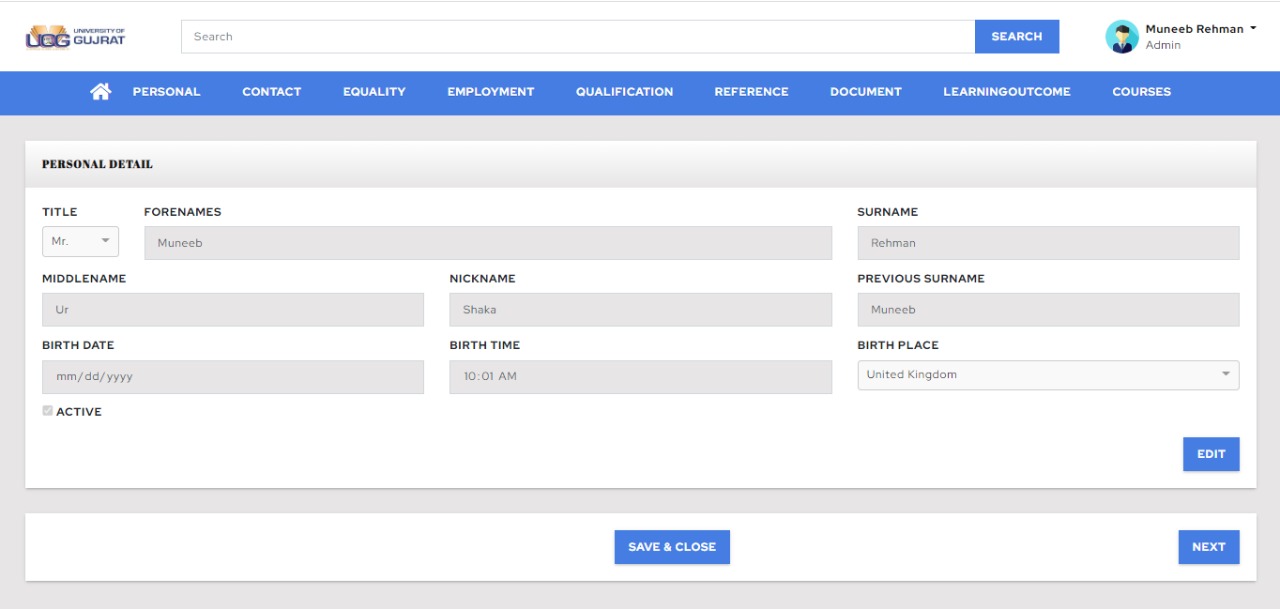 UOG UNIVERSITY OF GUJRAT
Search
SEARCH
Muneeb Rehman
Admin
PERSONAL CONTACT EQUALITY EMPLOYMENT QUALIFICATION REFERENCE DOCUMENT LEARNINGOUTCOME COURSES
PERSONAL DETAIL
TITLE FORENAMES SURNAME
Mr. Muneeb Rehman
MIDDLENAME NICKNAME PREVIOUS SURNAME
Ur Shaka Muneeb
BIRTH DATE BIRTH TIME BIRTH PLACE
mm/dd/yyyy 10:01 AM United Kingdom
ACTIVE
EDIT
SAVE & CLOSE NEXT